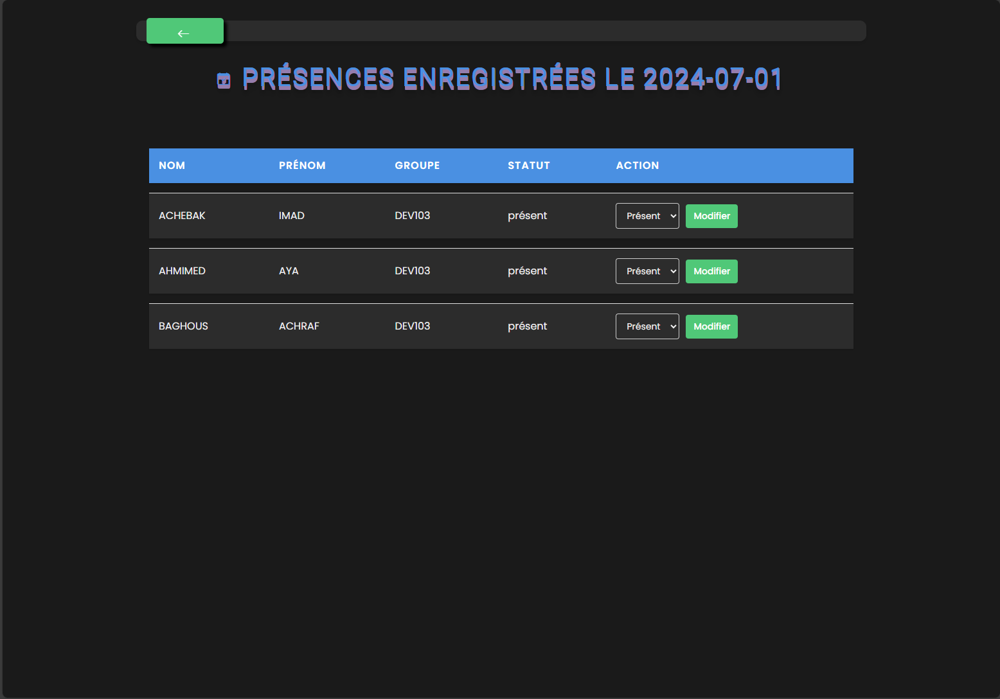 ←
PRÉSENCES ENREGISTRÉES LE 2024-07-01
NOM PRÉNOM GROUPE STATUT ACTION
ACHEBAK IMAD DEV103 présent Présent Modifier
AHMIMED AYA DEV103 présent Présent Modifier
BAGHOUS ACHRAF DEV103 présent Présent Modifier